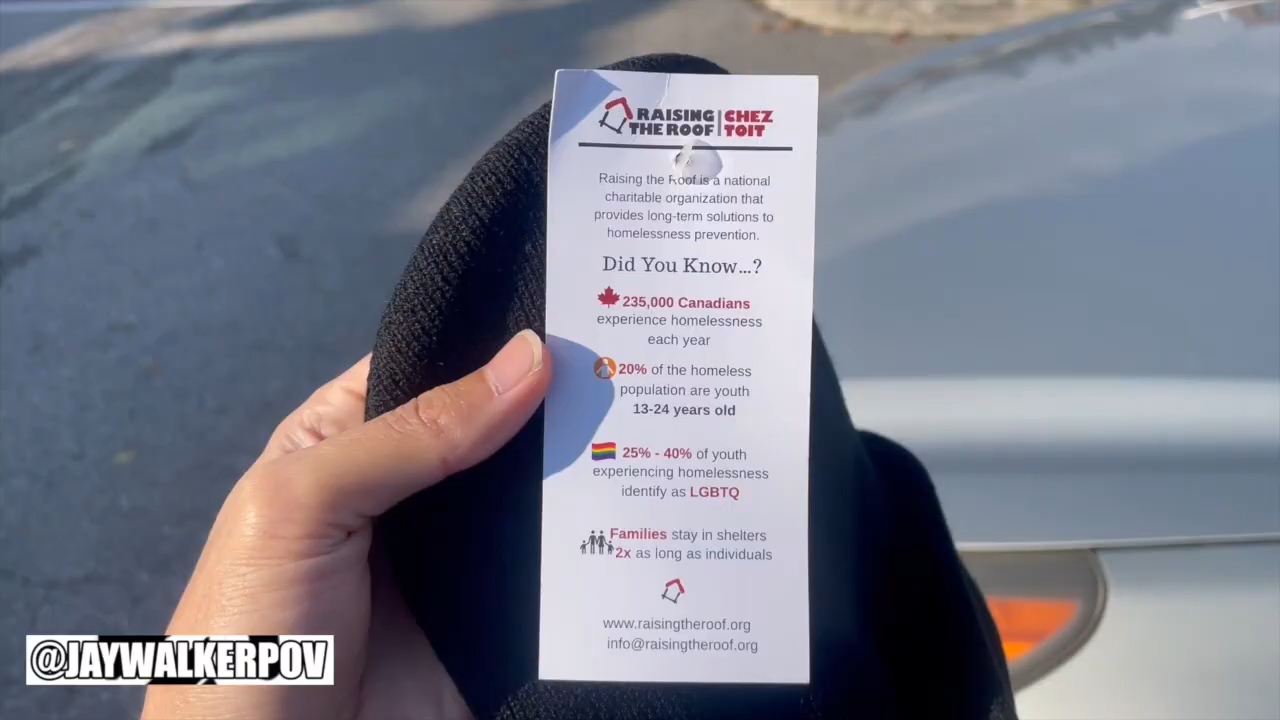 RAISING THE ROOF | CHEZ TOIT
Raising the Roof is a national
charitable organization that
provides long-term solutions to
homelessness prevention.
Did You Know...?
235,000 Canadians
experience homelessness
each year
20% of the homeless
population are youth
13-24 years old
25% - 40% of youth
experiencing homelessness
identify as LGBTQ
Families stay in shelters
2x as long as individuals
www.raisingtheroof.org
info@raisingtheroof.org
@JAYWALKERPOV